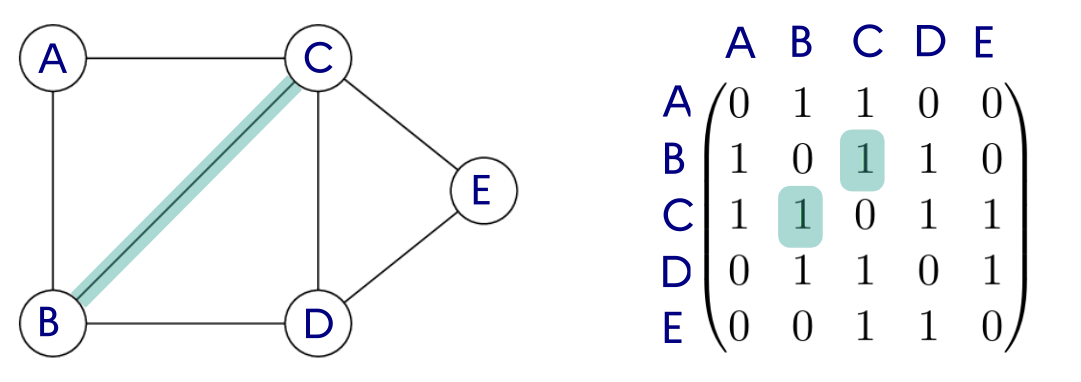 A C
E
B D
A B C D E
A 0 1 1 0 0
B 1 0 1 1 0
C 1 1 0 1 1
D 0 1 1 0 1
E 0 0 1 1 0